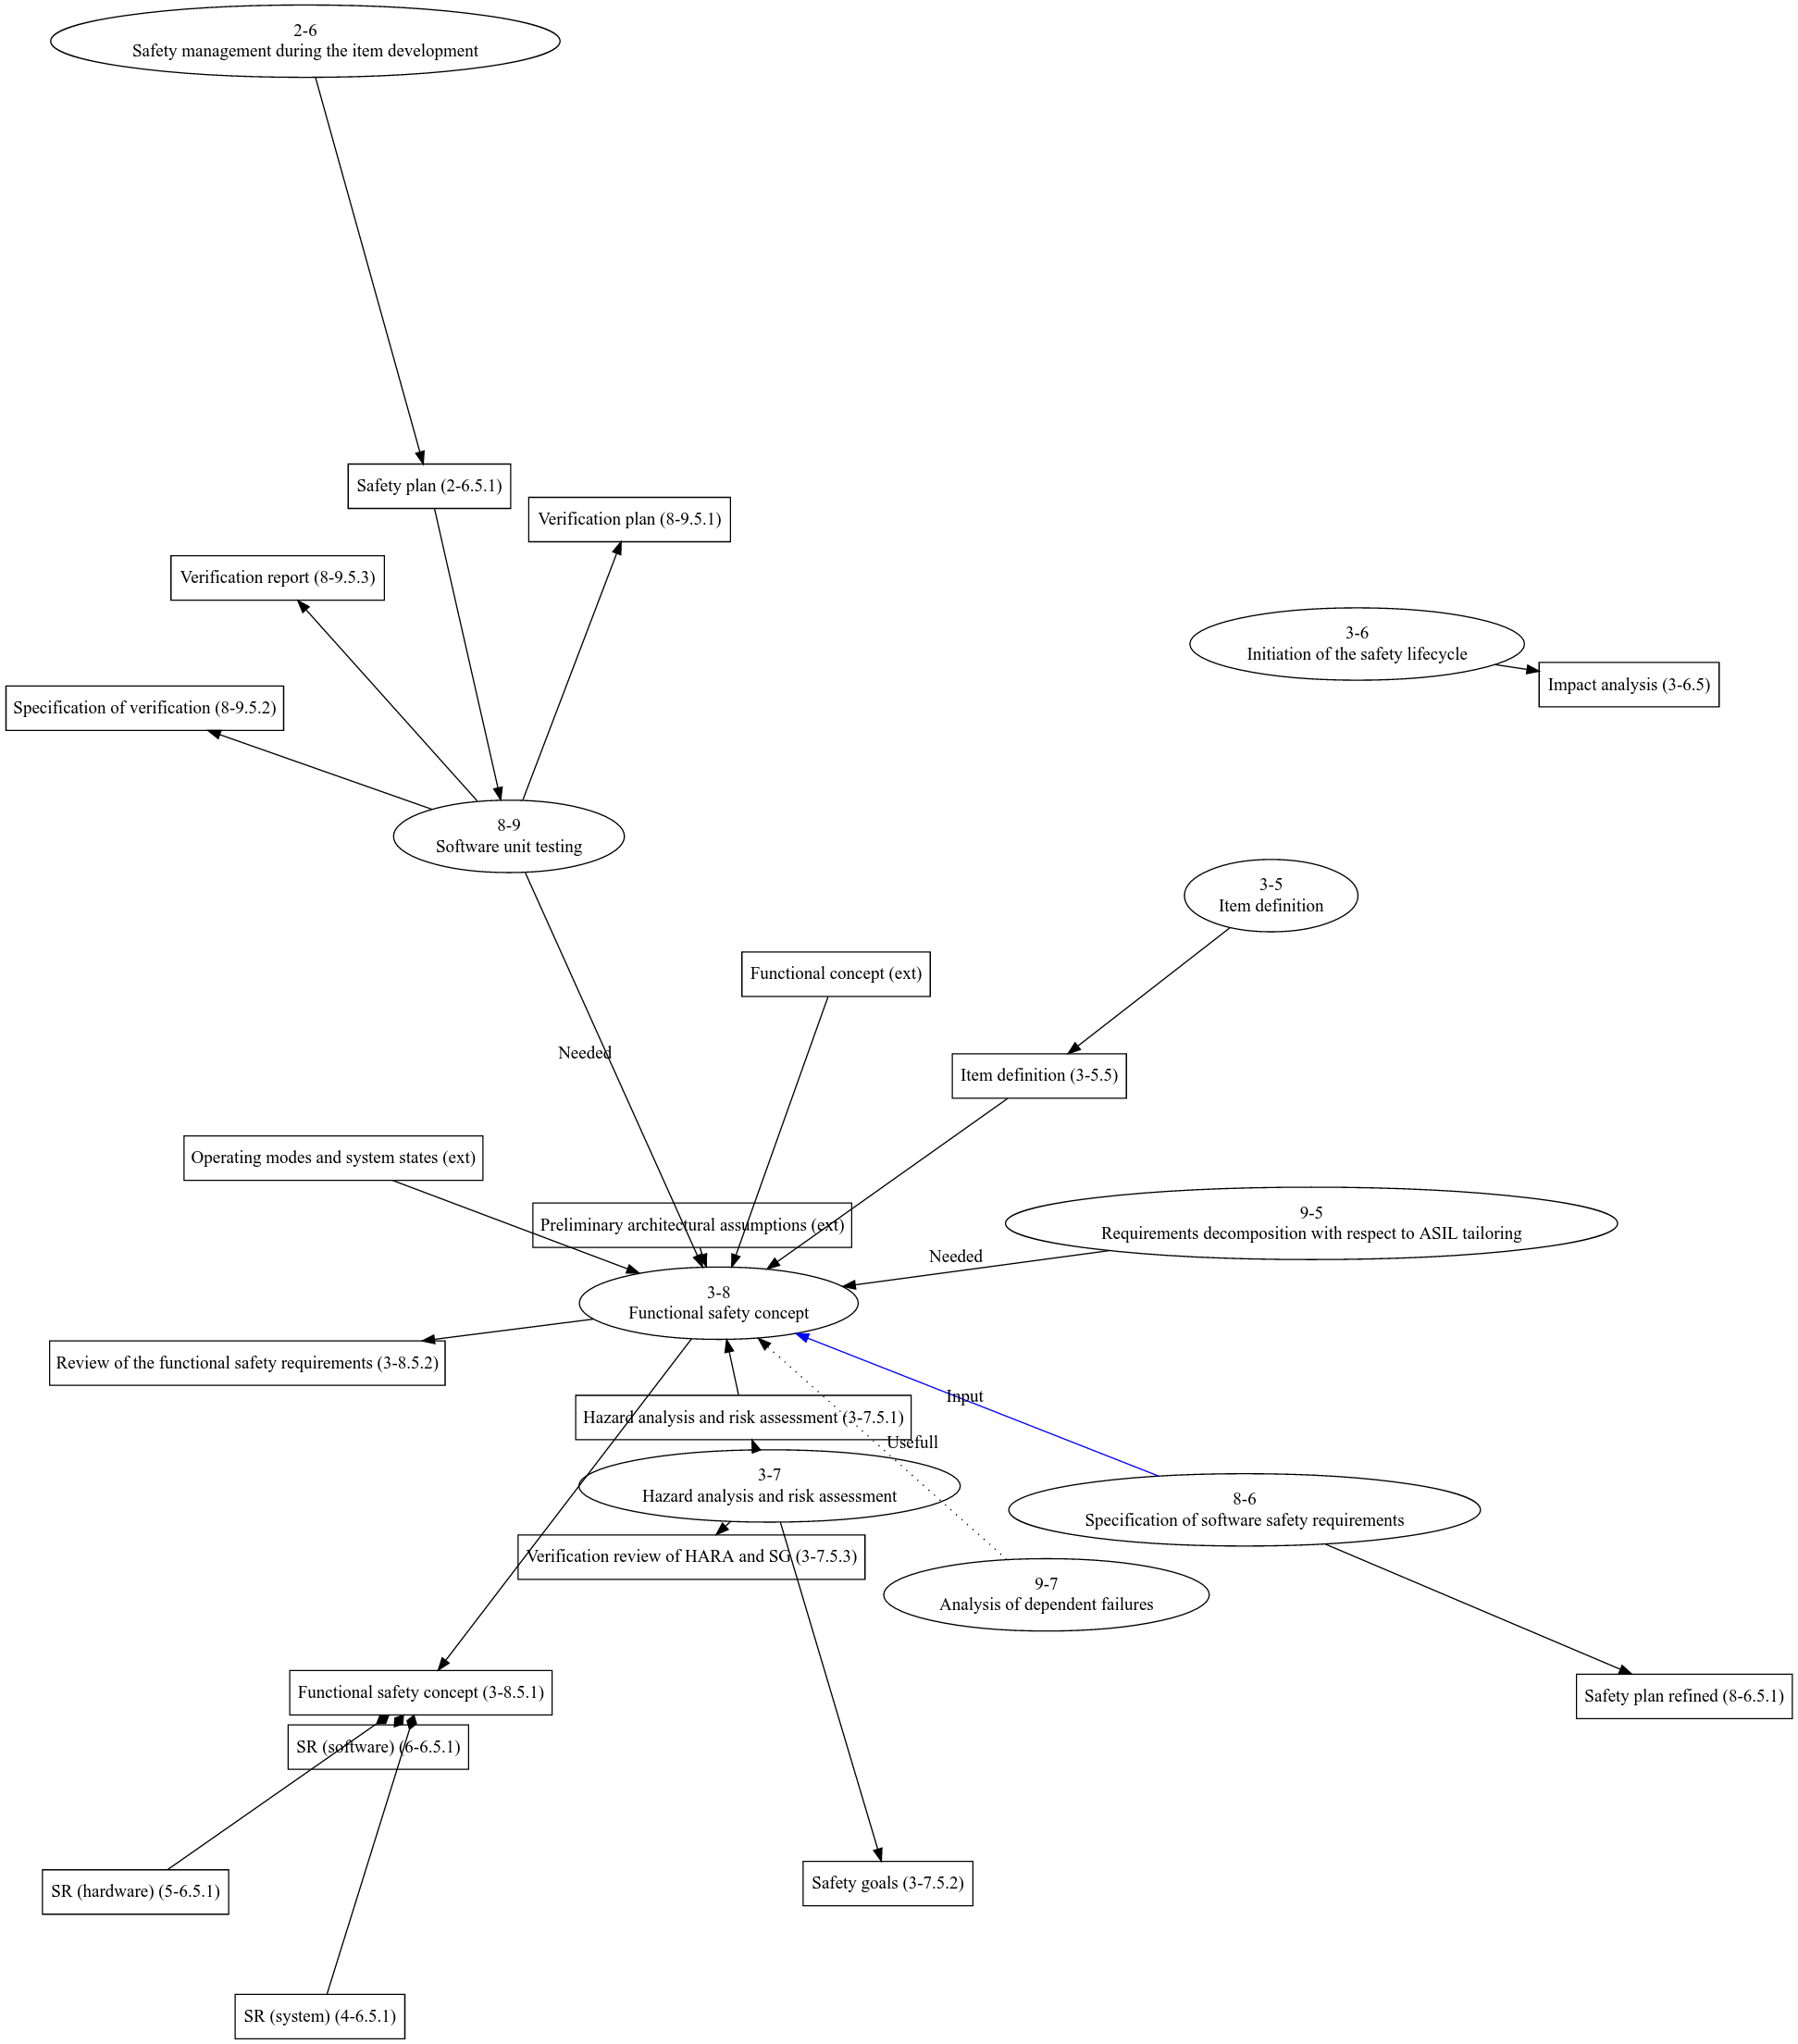 2-6
Safety management during the item development
Safety plan (2-6.5.1)
Verification plan (8-9.5.1)
Verification report (8-9.5.3)
3-6
Initiation of the safety lifecycle
Impact analysis (3-6.5)
Specification of verification (8-9.5.2)
8-9
Software unit testing
3-5
Item definition
Functional concept (ext)
Needed
Item definition (3-5.5)
Operating modes and system states (ext)
Preliminary architectural assumptions (ext)
9-5
Requirements decomposition with respect to ASIL tailoring
Needed
3-8
Functional safety concept
Review of the functional safety requirements (3-8.5.2)
Input
Hazard analysis and risk assessment (3-7.5.1)
Usefull
3-7
Hazard analysis and risk assessment
8-6
Specification of software safety requirements
Verification review of HARA and SG (3-7.5.3)
9-7
Analysis of dependent failures
Functional safety concept (3-8.5.1)
Safety plan refined (8-6.5.1)
SR (software) (6-6.5.1)
Safety goals (3-7.5.2)
SR (hardware) (5-6.5.1)
SR (system) (4-6.5.1)